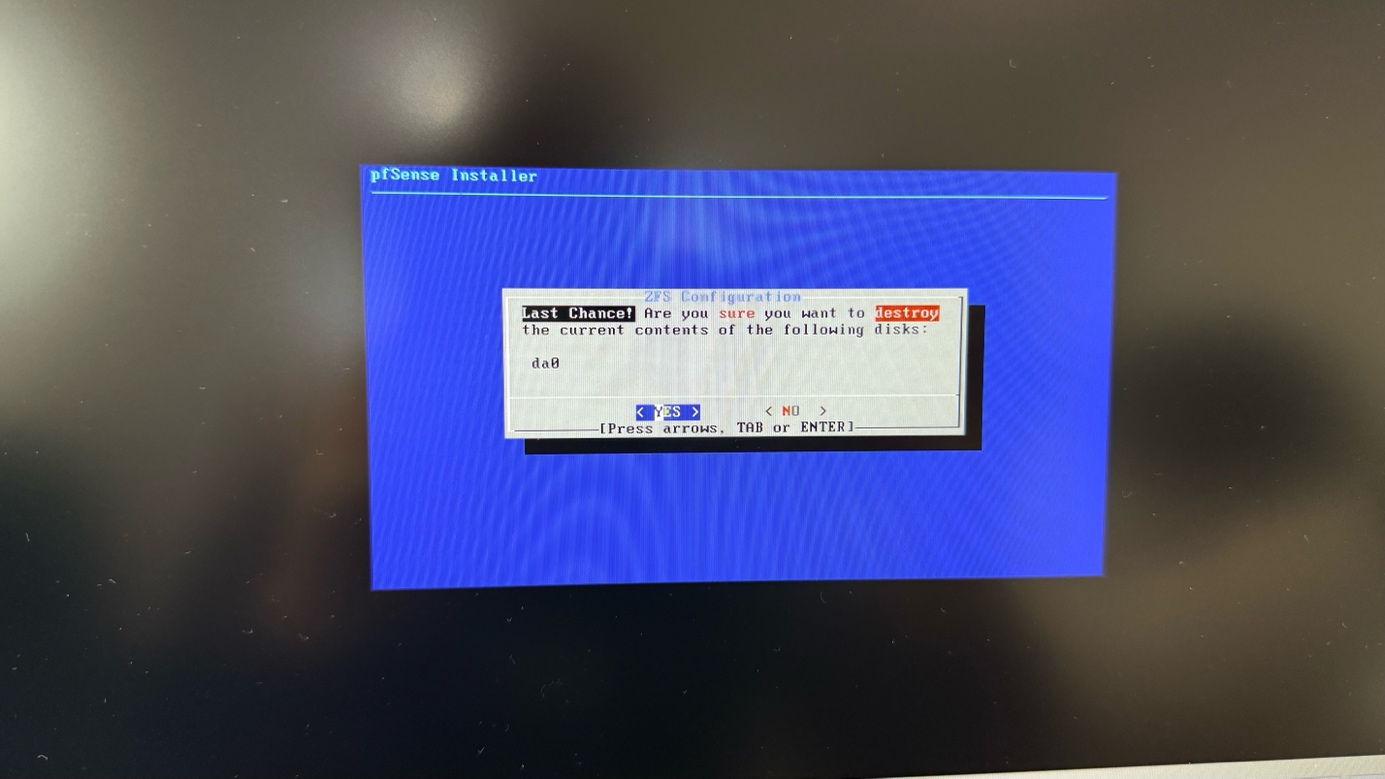 pfSense Installer
ZFS Configuration
Last Chance! Are you sure you want to destroy
the current contents of the following disks:
da0
< YES > < NO >
[Press arrows, TAB or ENTER]